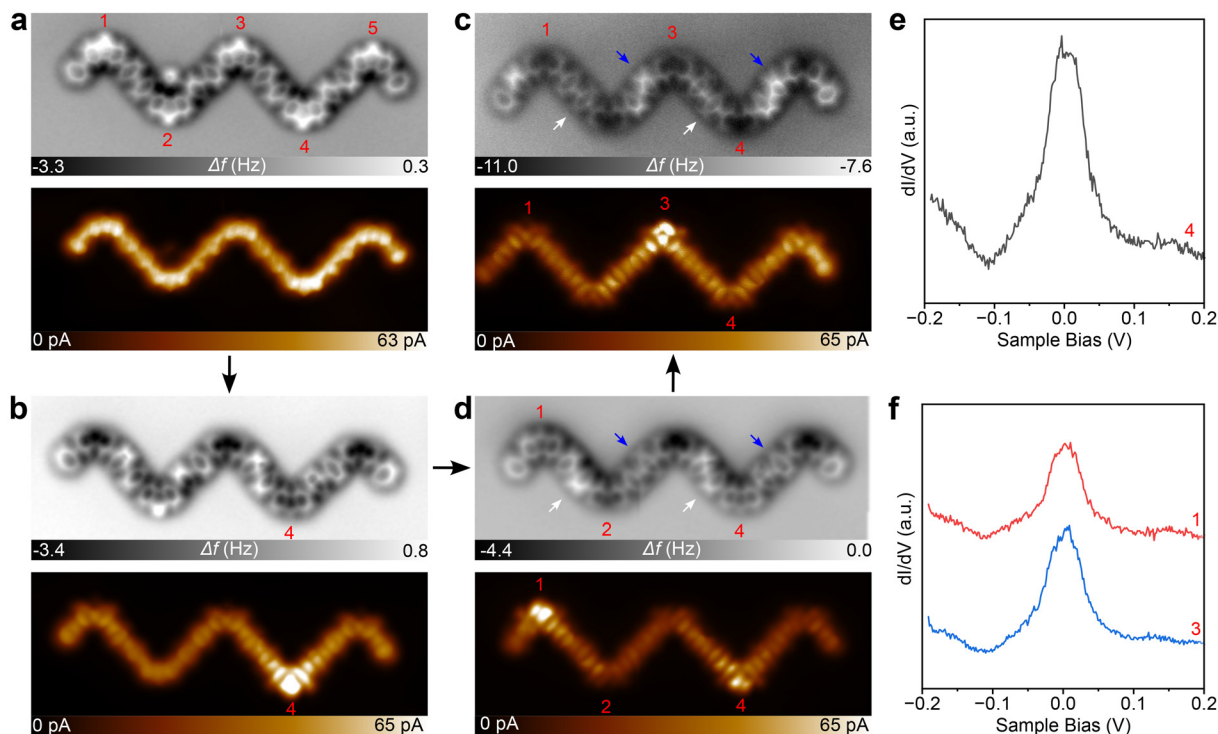 a
1
3
5
2
4
-3.3
Δf (Hz)
0.3
0 pA
63 pA
b
4
-3.4
Δf (Hz)
0.8
4
0 pA
65 pA
c
1
3
4
-11.0
Δf (Hz)
-7.6
1
3
4
0 pA
65 pA
d
1
2
4
-4.4
Δf (Hz)
0.0
1
2
4
0 pA
65 pA
e
dI/dV (a.u.)
4
−0.2
−0.1
0.0
0.1
0.2
Sample Bias (V)
f
dI/dV (a.u.)
1
3
−0.2
−0.1
0.0
0.1
0.2
Sample Bias (V)